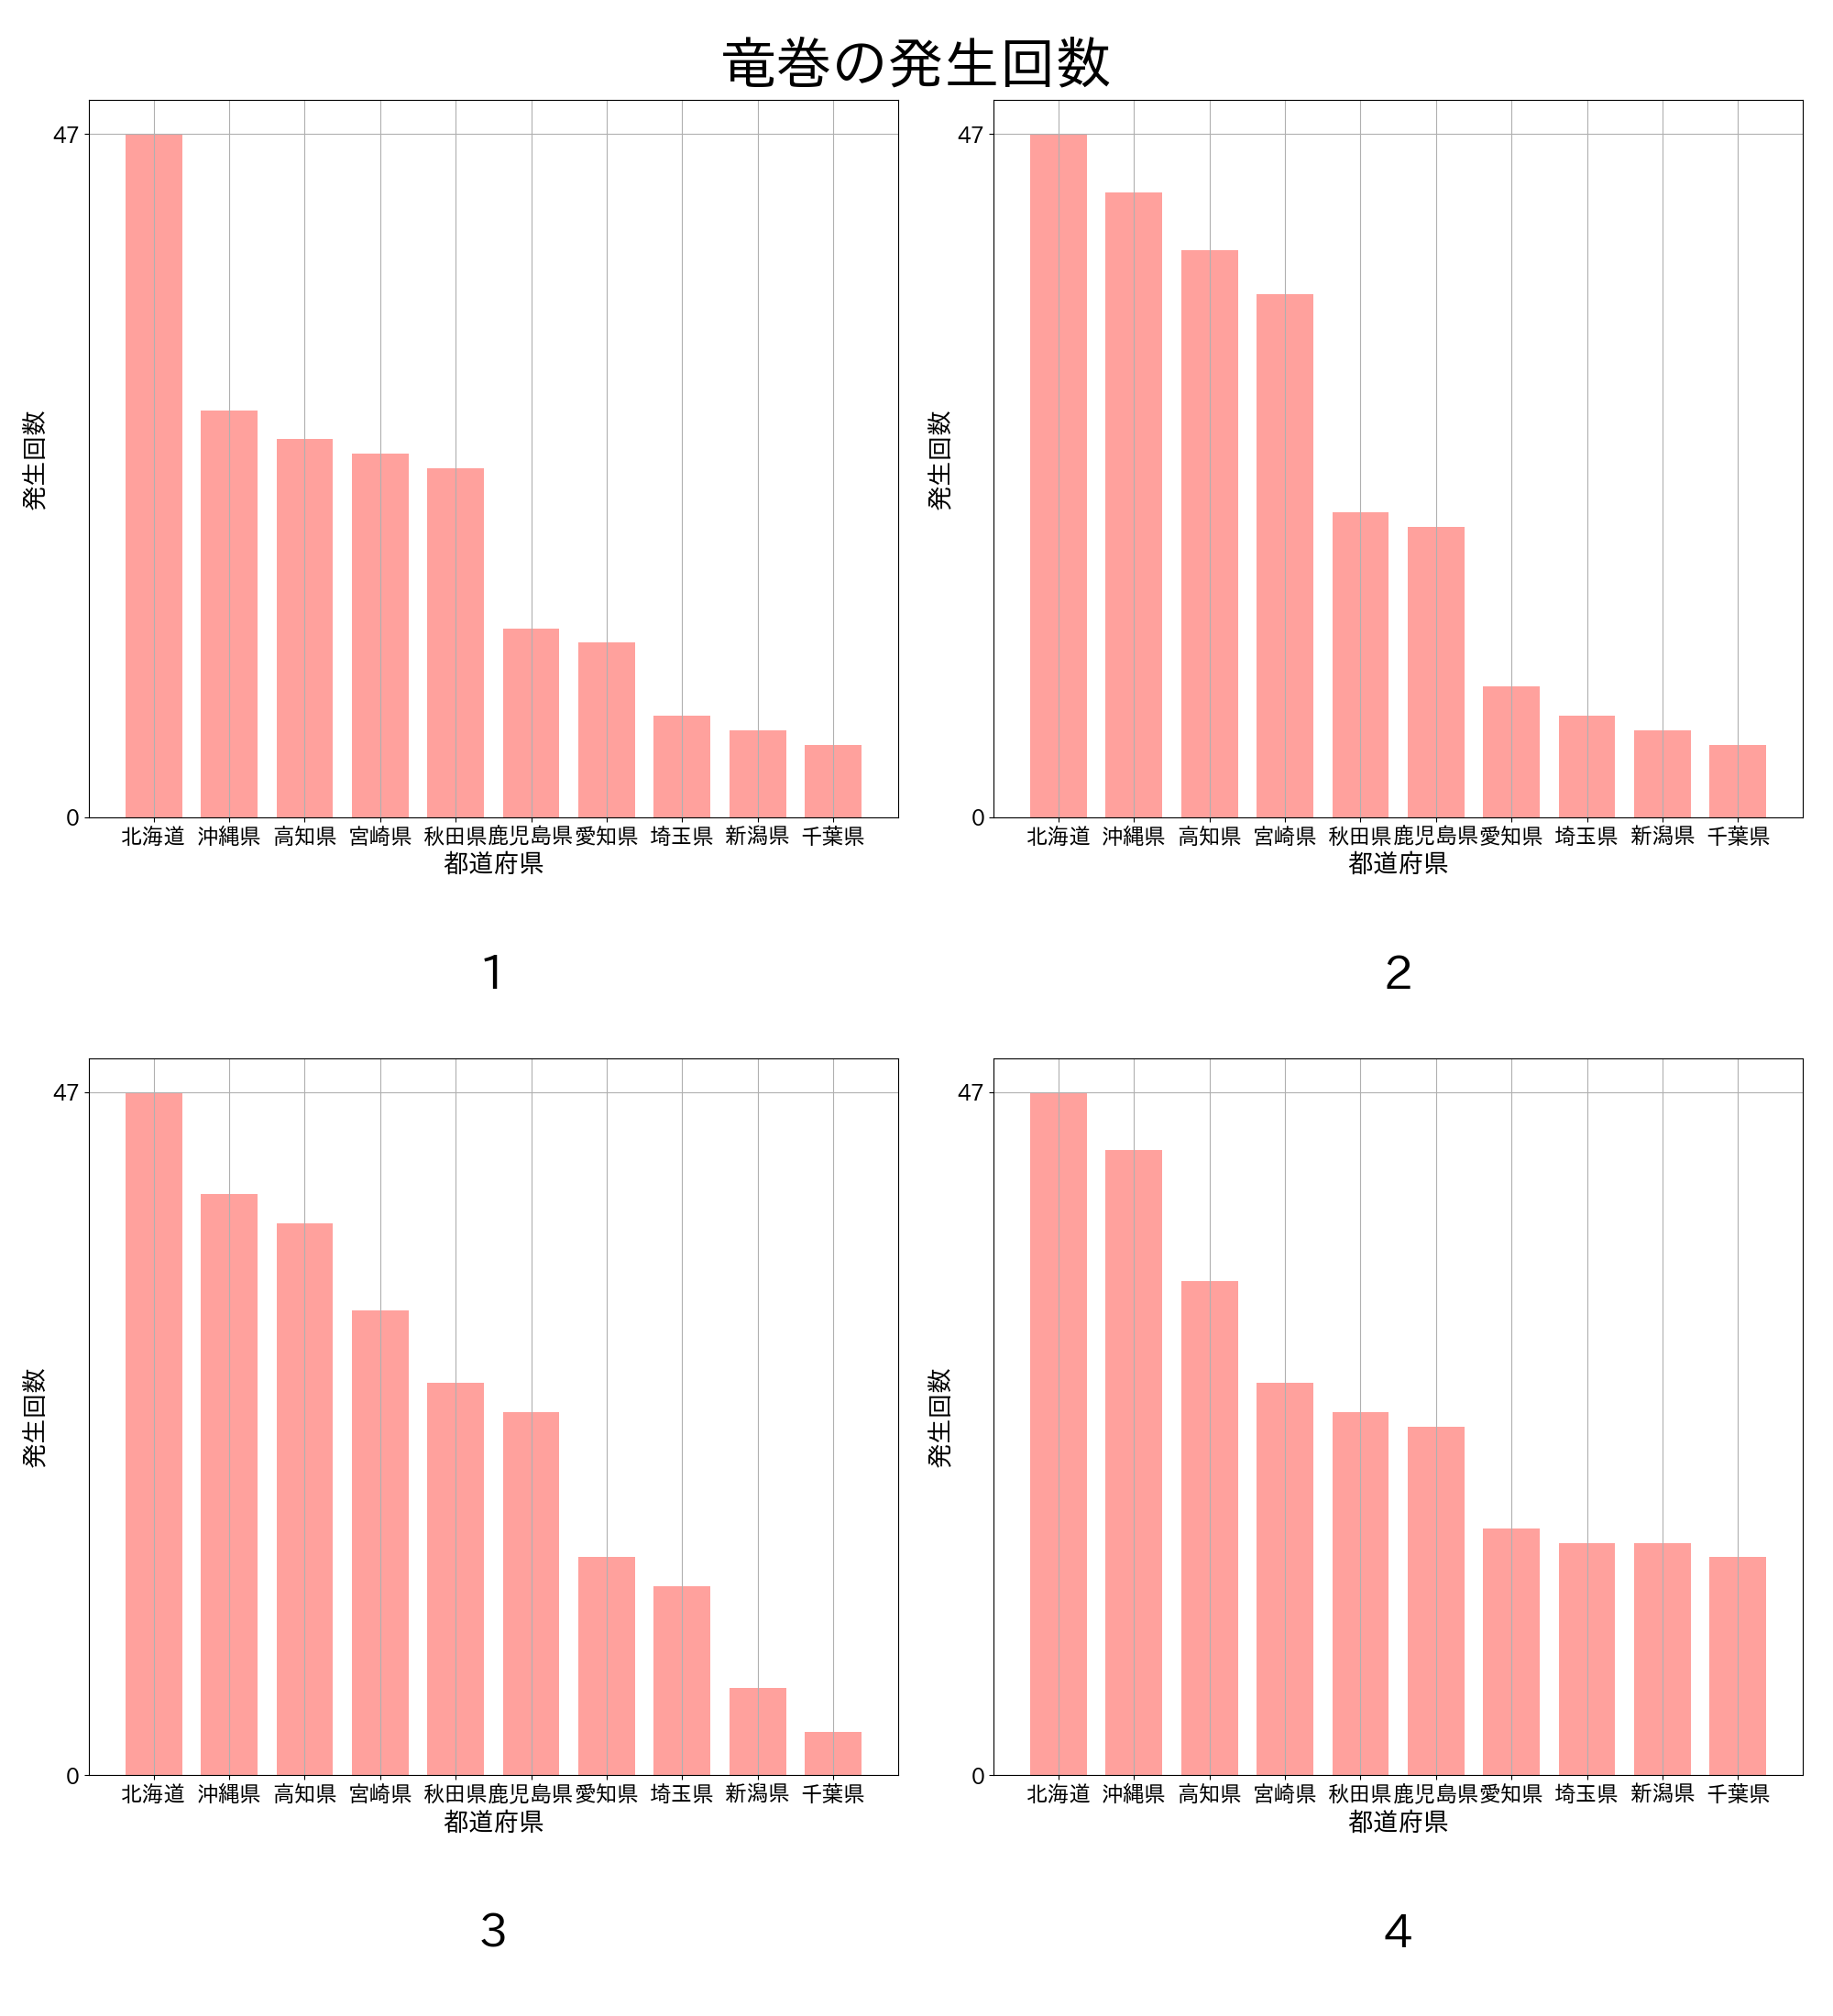 竜巻の発生回数
47
発生回数
0
北海道 沖縄県 高知県 宮崎県 秋田県 鹿児島県 愛知県 埼玉県 新潟県 千葉県
都道府県
1
47
発生回数
0
北海道 沖縄県 高知県 宮崎県 秋田県 鹿児島県 愛知県 埼玉県 新潟県 千葉県
都道府県
2
47
発生回数
0
北海道 沖縄県 高知県 宮崎県 秋田県 鹿児島県 愛知県 埼玉県 新潟県 千葉県
都道府県
3
47
発生回数
0
北海道 沖縄県 高知県 宮崎県 秋田県 鹿児島県 愛知県 埼玉県 新潟県 千葉県
都道府県
4